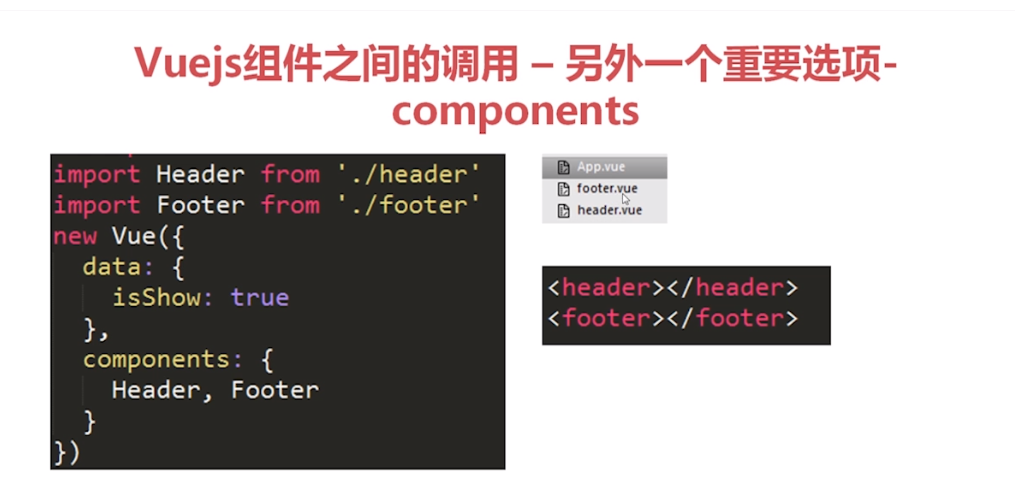 Vuejs组件之间的调用 – 另外一个重要选项-
components
import Header from './header'
import Footer from './footer'
new Vue({
data: {
isShow: true
},
components: {
Header, Footer
}
})
App.vue
footer.vue
header.vue
<header></header>
<footer></footer>